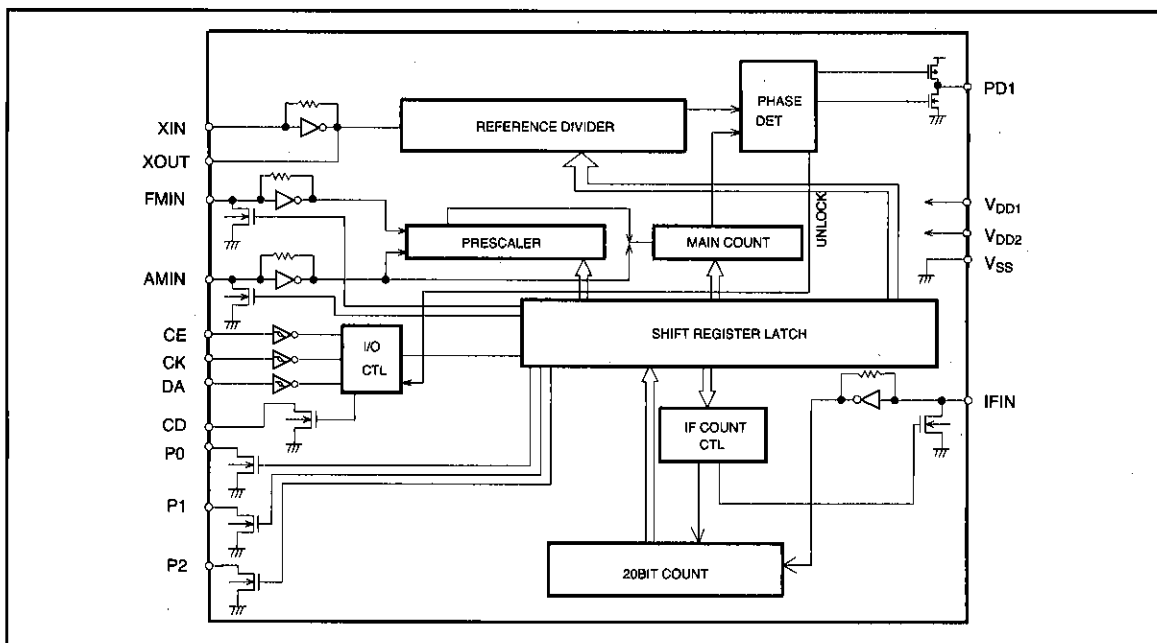 XIN
XOUT
FMIN
AMIN
CE
CK
DA
CD
P0
P1
P2
REFERENCE DIVIDER
PHASE
DET
PRESCALER
MAIN COUNT
UNLOCK
SHIFT REGISTER LATCH
I/O
CTL
IF COUNT
CTL
20BIT COUNT
PD1
VDD1
VDD2
VSS
IFIN